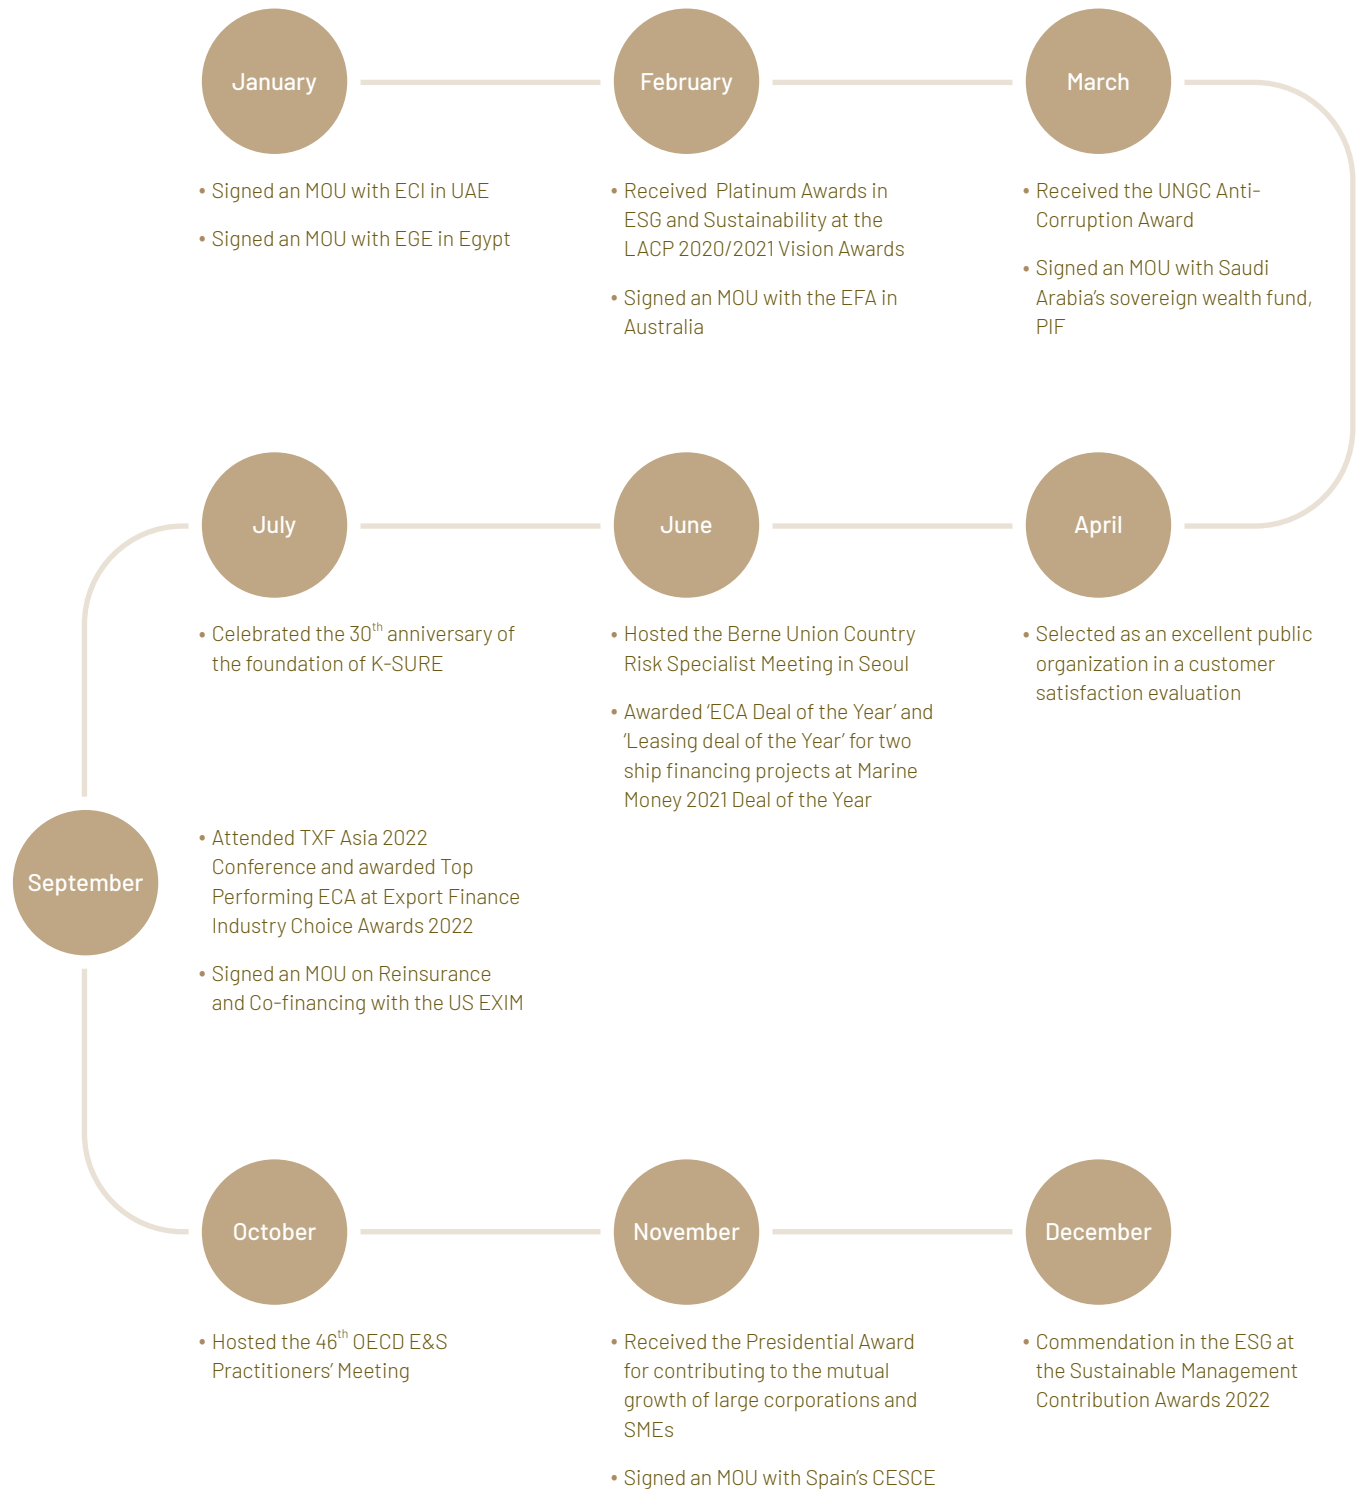 January
• Signed an MOU with ECI in UAE
• Signed an MOU with EGE in Egypt
February
• Received Platinum Awards in
ESG and Sustainability at the
LACP 2020/2021 Vision Awards
• Signed an MOU with the EFA in
Australia
March
• Received the UNGC Anti-
Corruption Award
• Signed an MOU with Saudi
Arabia’s sovereign wealth fund,
PIF
April
• Selected as an excellent public
organization in a customer
satisfaction evaluation
June
• Hosted the Berne Union Country
Risk Specialist Meeting in Seoul
• Awarded ‘ECA Deal of the Year’ and
‘Leasing deal of the Year’ for two
ship financing projects at Marine
Money 2021 Deal of the Year
July
• Celebrated the 30th anniversary of
the foundation of K-SURE
September
• Attended TXF Asia 2022
Conference and awarded Top
Performing ECA at Export Finance
Industry Choice Awards 2022
• Signed an MOU on Reinsurance
and Co-financing with the US EXIM
October
• Hosted the 46th OECD E&S
Practitioners’ Meeting
November
• Received the Presidential Award
for contributing to the mutual
growth of large corporations and
SMEs
• Signed an MOU with Spain’s CESCE
December
• Commendation in the ESG at
the Sustainable Management
Contribution Awards 2022